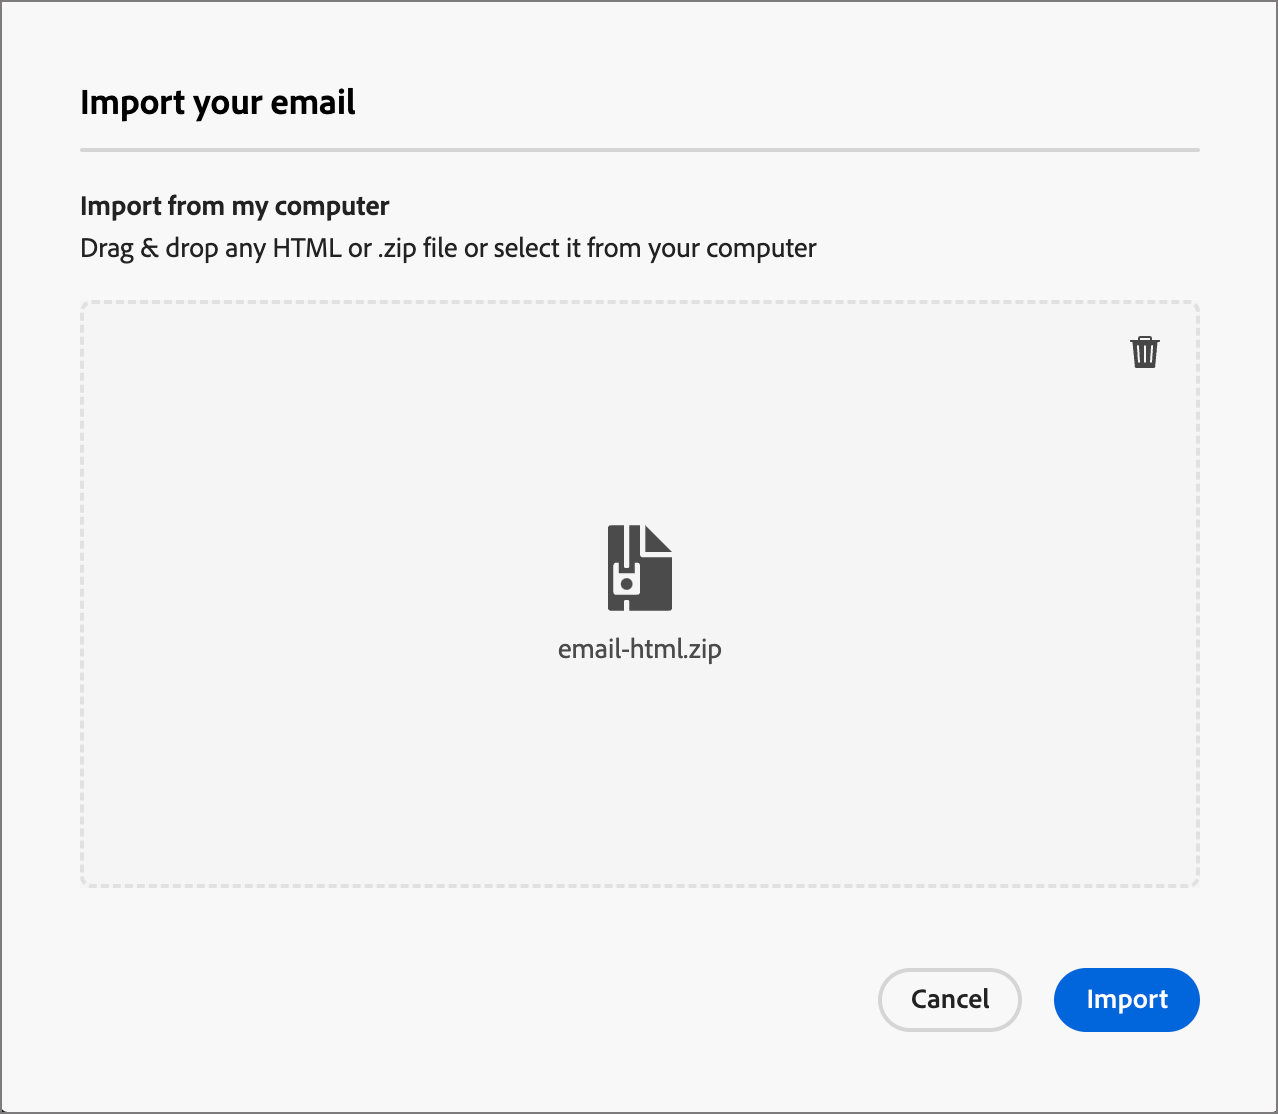 Import your email
Import from my computer
Drag & drop any HTML or .zip file or select it from your computer
email-html.zip
Cancel
Import